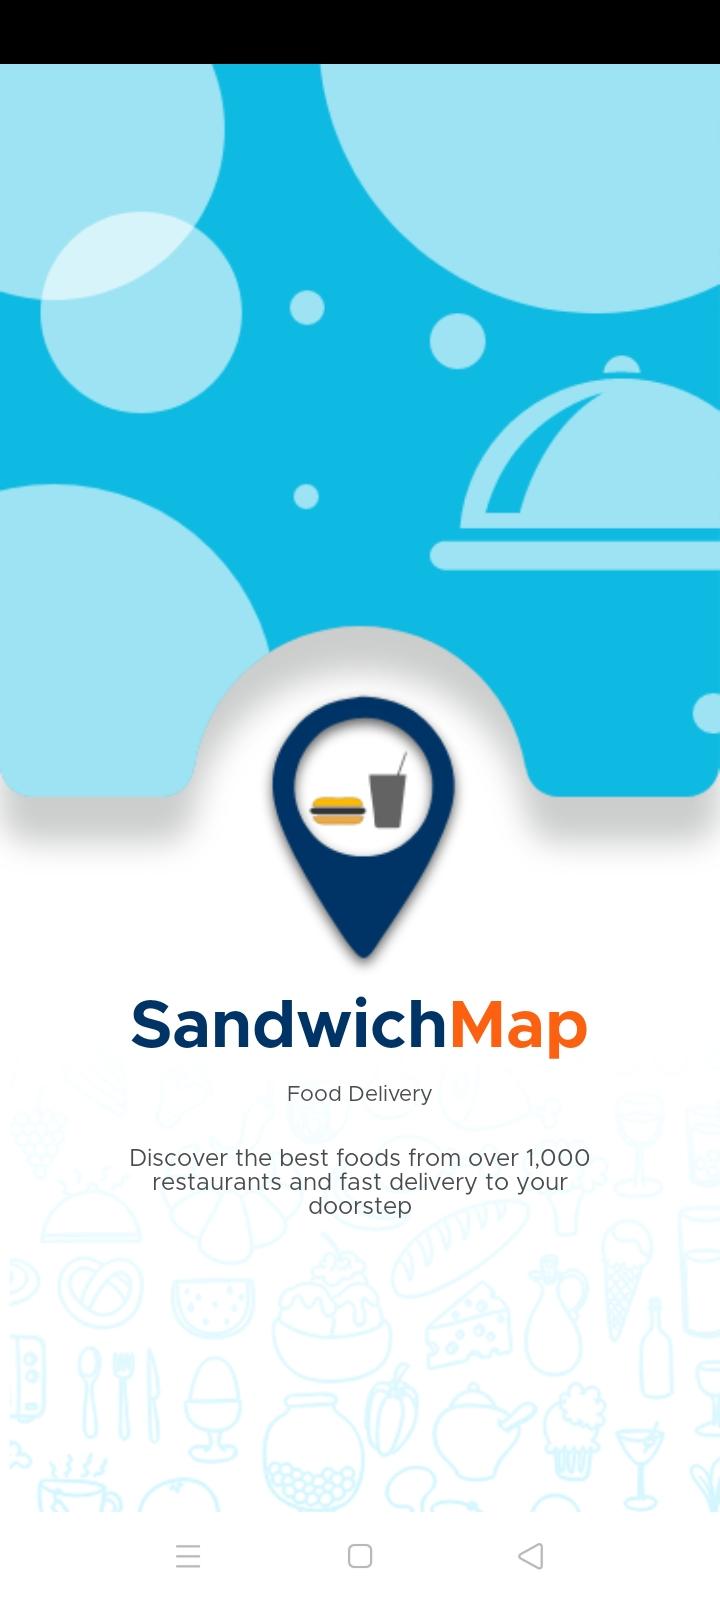 SandwichMap
Food Delivery
Discover the best foods from over 1,000
restaurants and fast delivery to your
doorstep